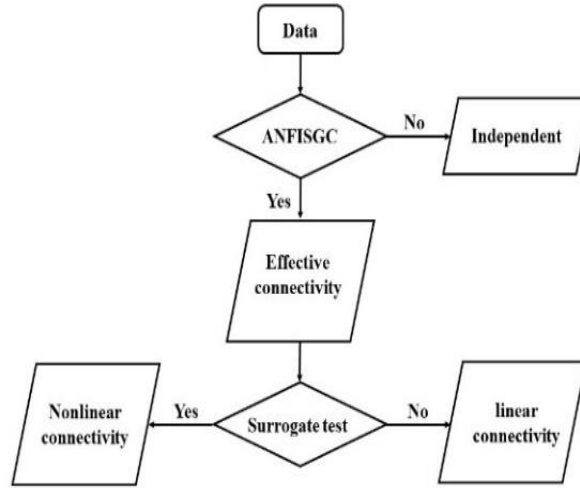 Data
ANFISGC
No
Independent
Yes
Effective
connectivity
Nonlinear
connectivity
Yes
Surrogate test
No
linear
connectivity